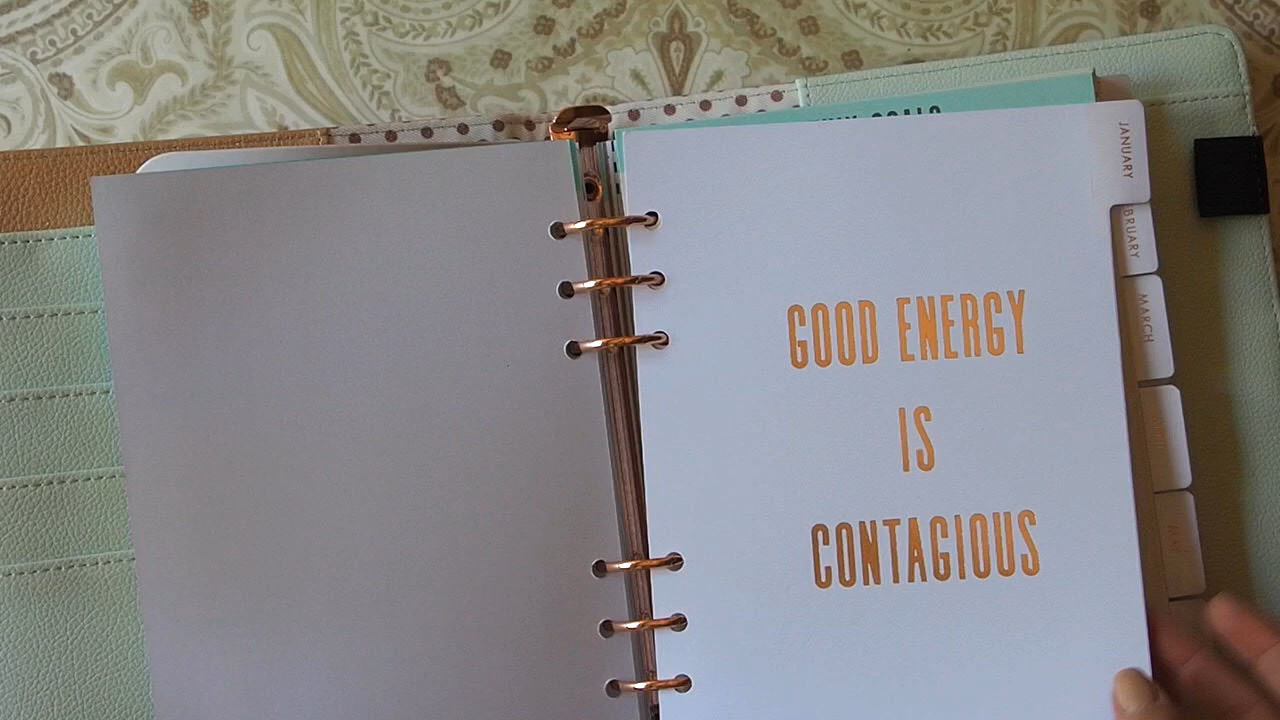 JANUARY
BRUARY
MARCH
GOOD ENERGY
IS
CONTAGIOUS